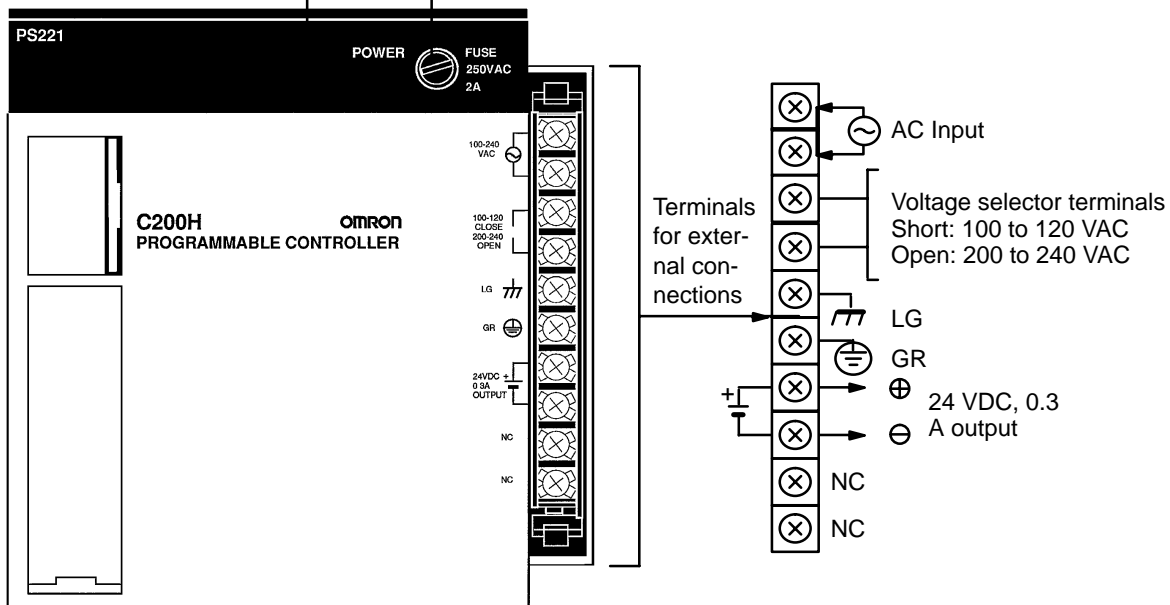 PS221
POWER
FUSE
250VAC
2A
100-240
VAC
C200H
OMRON
PROGRAMMABLE CONTROLLER
100-120
CLOSE
200-240
OPEN
LG
GR
24VDC +
0 3A
OUTPUT
NC
NC
Terminals
for exter-
nal con-
nections
AC Input
Voltage selector terminals
Short: 100 to 120 VAC
Open: 200 to 240 VAC
LG
GR
+
24 VDC, 0.3
A output
NC
NC